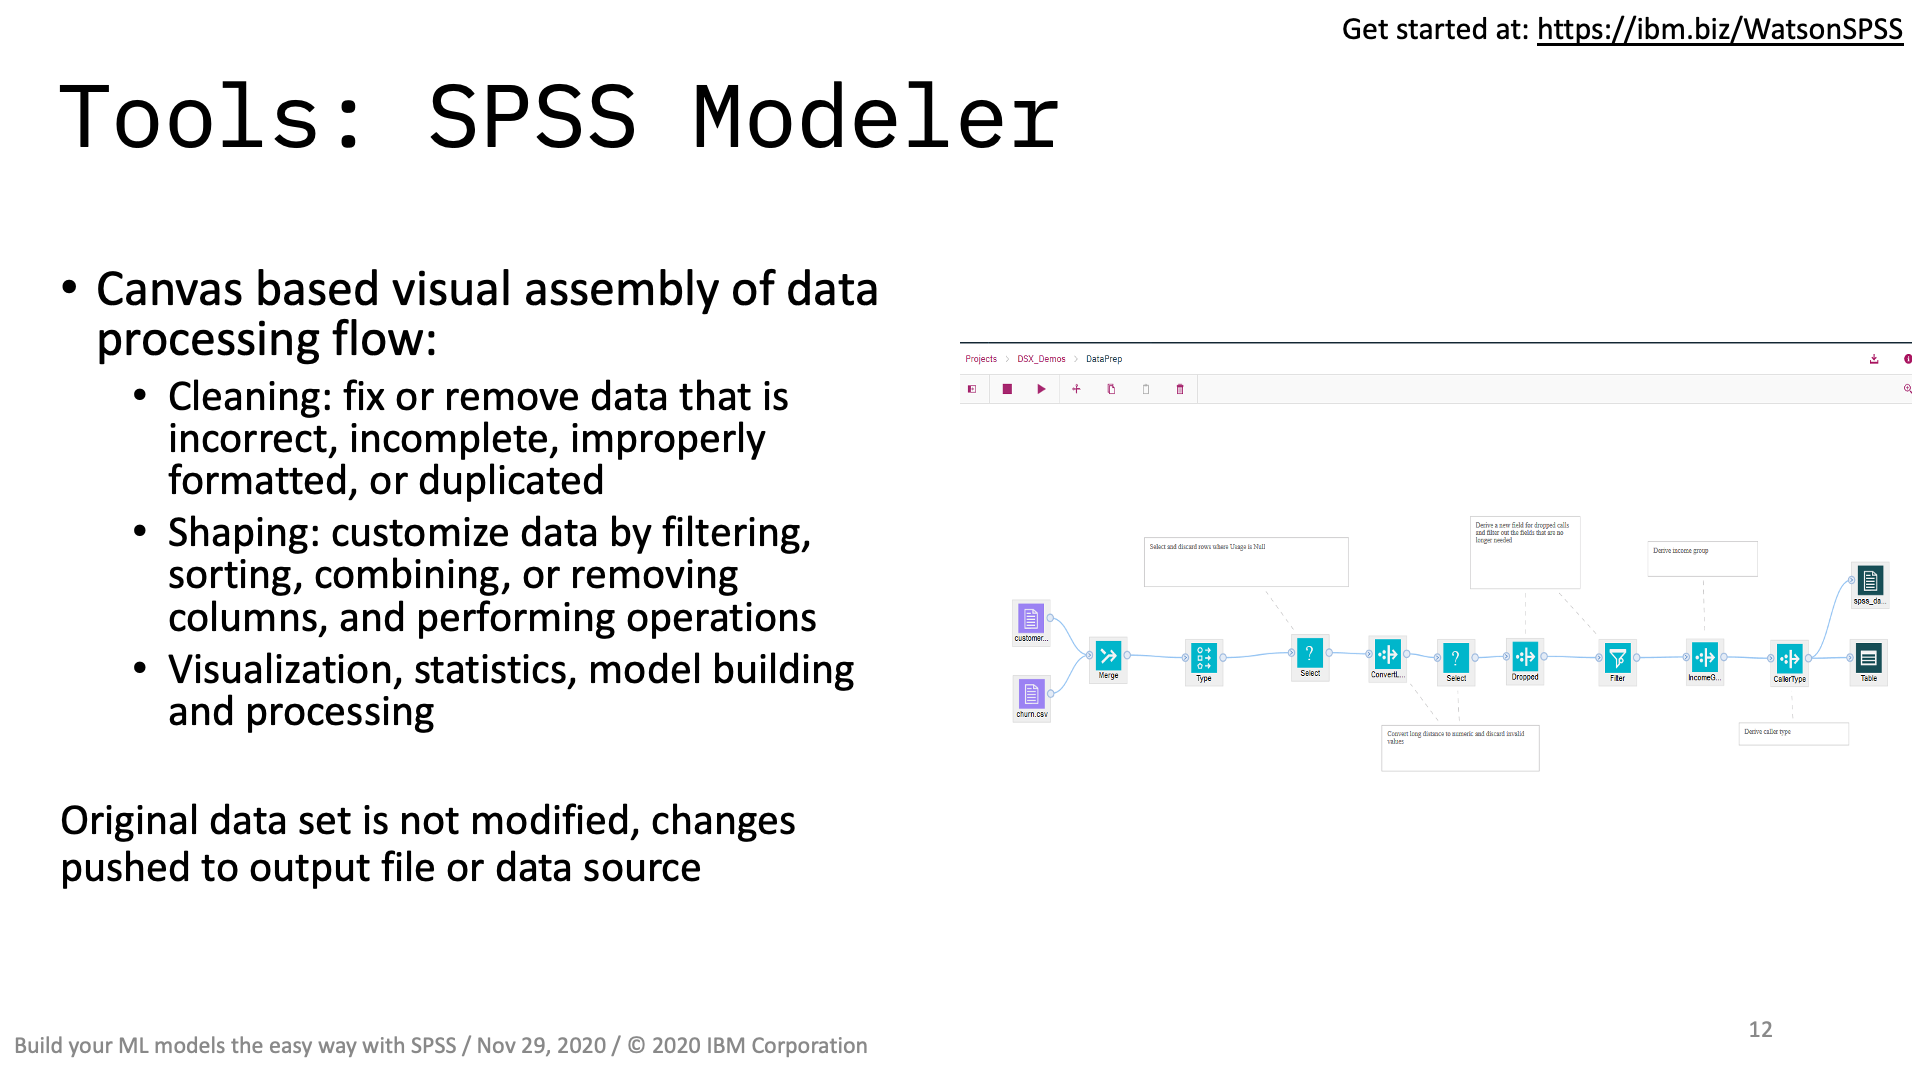 Get started at: https://ibm.biz/WatsonSPSS
Tools: SPSS Modeler
• Canvas based visual assembly of data
processing flow:
• Cleaning: fix or remove data that is
incorrect, incomplete, improperly
formatted, or duplicated
• Shaping: customize data by filtering,
sorting, combining, or removing
columns, and performing operations
• Visualization, statistics, model building
and processing
Original data set is not modified, changes
pushed to output file or data source
Projects > DSX_Demos > DataPrep
Select and discard rows where Usage is Null
Derive a new field for dropped calls
and filter out the fields that are no
longer needed
Derive income group
customer...
churn.csv
Merge
Type
Select
ConvertL...
Select
Dropped
Filter
IncomeG...
CallerType
spss_da...
Table
Convert long distance to numeric and discard invalid
values
Derive caller type
Build your ML models the easy way with SPSS / Nov 29, 2020 / © 2020 IBM Corporation
12